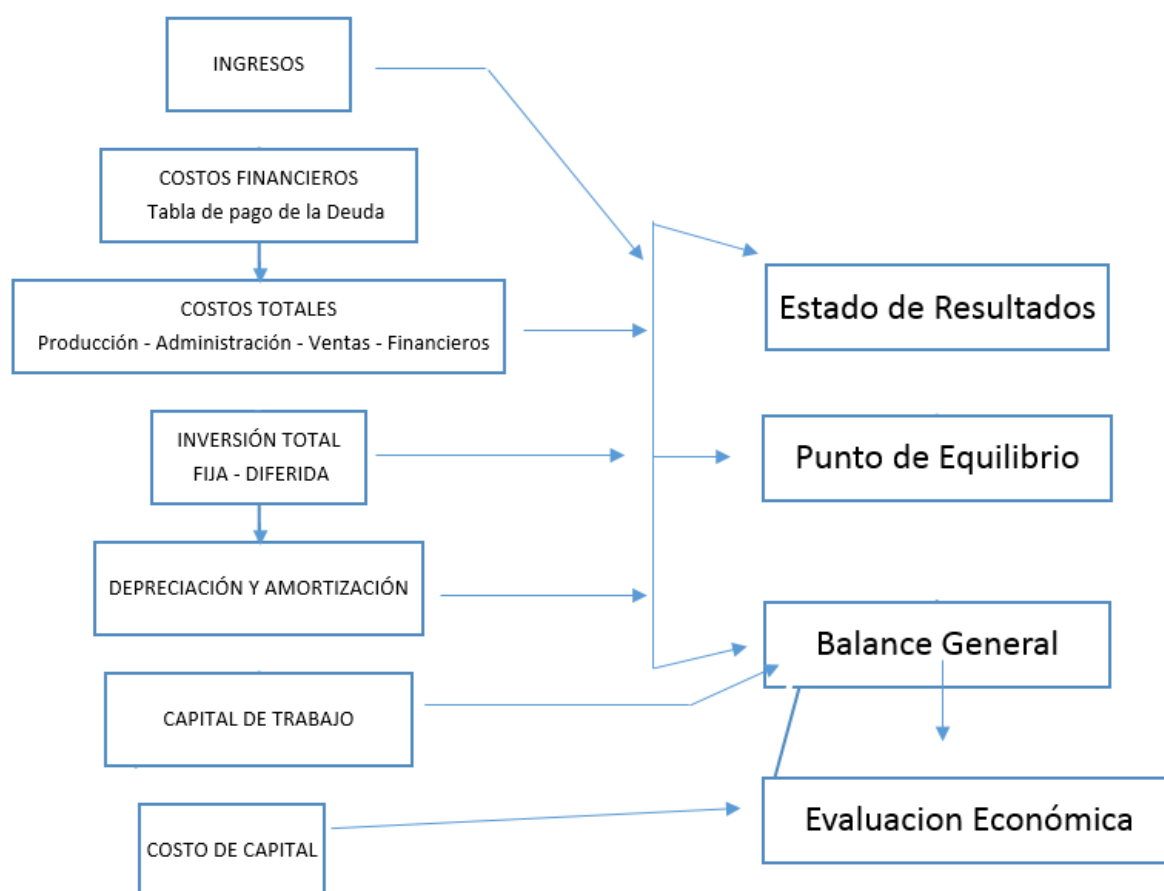 INGRESOS
COSTOS FINANCIEROS
Tabla de pago de la Deuda
COSTOS TOTALES
Producción - Administración - Ventas - Financieros
INVERSIÓN TOTAL
FIJA - DIFERIDA
DEPRECIACIÓN Y AMORTIZACIÓN
CAPITAL DE TRABAJO
COSTO DE CAPITAL
Estado de Resultados
Punto de Equilibrio
Balance General
Evaluacion Económica